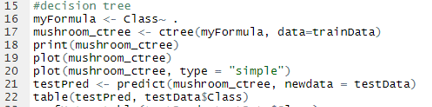 15 #decision tree
16 myFormula <- Class~ .
17 mushroom_ctree <- ctree(myFormula, data=trainData)
18 print(mushroom_ctree)
19 plot(mushroom_ctree)
20 plot(mushroom_ctree, type = "simple")
21 testPred <- predict(mushroom_ctree, newdata = testData)
22 table(testPred, testData$Class)